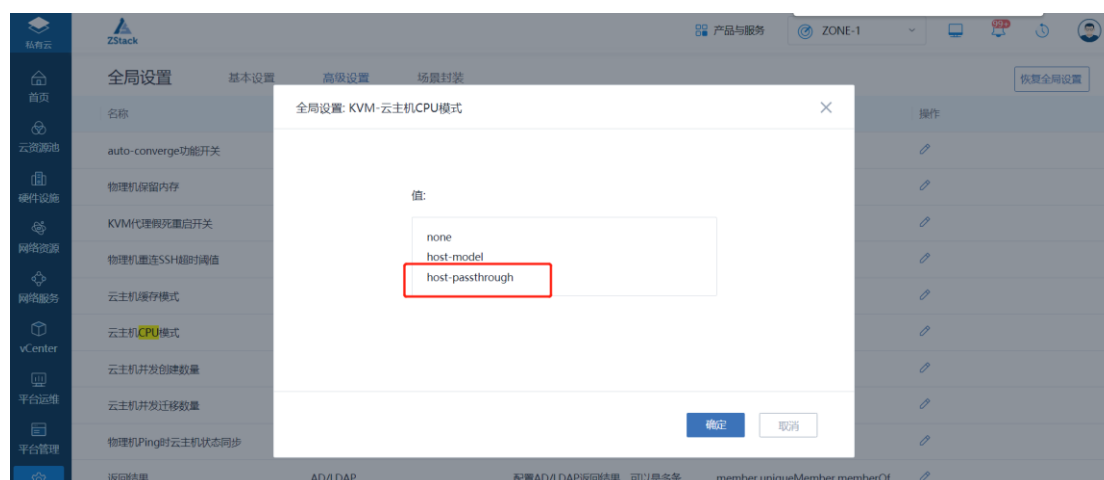 私有云
ZStack
产品与服务
ZONE-1
99+
首页
云资源池
硬件设施
网络资源
网络服务
vCenter
平台运维
平台管理
全局设置
基本设置
高级设置
场景封装
恢复全局设置
名称
操作
auto-converge功能开关
物理机保留内存
KVM代理假死重启开关
物理机重连SSH超时阈值
云主机缓存模式
云主机CPU模式
云主机并发创建数量
云主机并发迁移数量
物理机Ping时云主机状态同步
返回结果
AD/LDAP
配置AD/LDAP返回结果，可以是多条
member,uniqueMember,memberOf
全局设置: KVM-云主机CPU模式
值:
none
host-model
host-passthrough
确定
取消